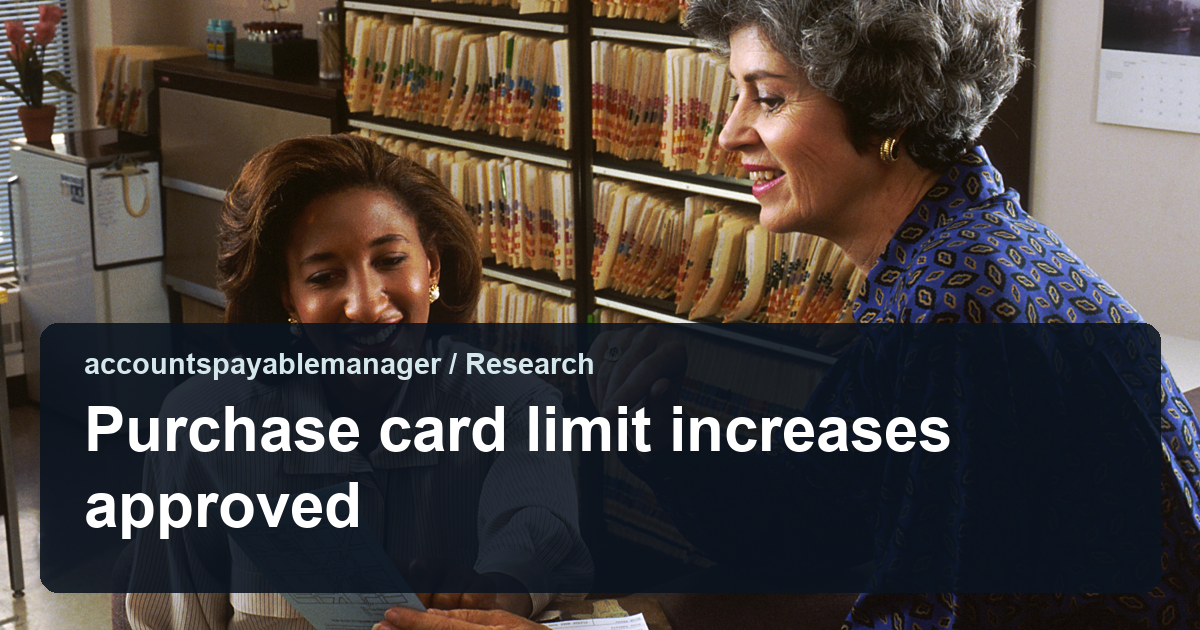 accountspayablemanager / Research
Purchase card limit increases
approved